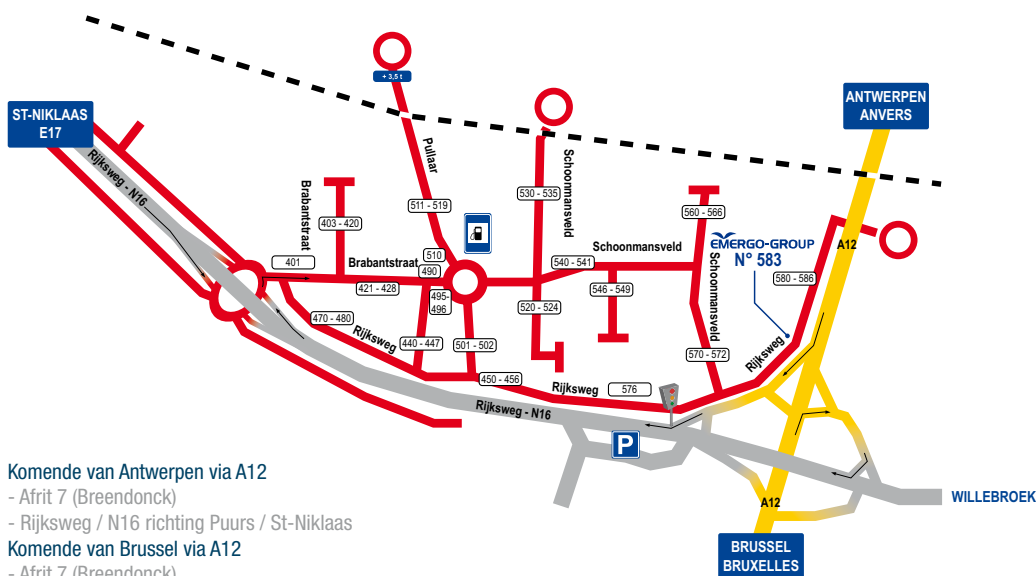 + 3,5 t
ST-NIKLAAS
E17
ANTWERPEN
ANVERS
Rijksweg - N16
Pullaar
Schoonmansveld
Brabantstraat
530 - 535
511 - 519
403 - 420
560 - 566
510
490
401
Brabantstraat
421 - 428
495-
496
Schoonmansveld
540 - 541
546 - 549
Schoonmansveld
EMERGO-GROUP
N° 583
A12
580 - 586
470 - 480
Rijksweg
440 - 447
501 - 502
520 - 524
570 - 572
Rijksweg
450 - 456
Rijksweg
576
Rijksweg - N16
P
A12
WILLEBROEK
BRUSSEL
BRUXELLES
Komende van Antwerpen via A12
- Afrit 7 (Breendonck)
- Rijksweg / N16 richting Puurs / St-Niklaas
Komende van Brussel via A12
- Afrit 7 (Breendonck)